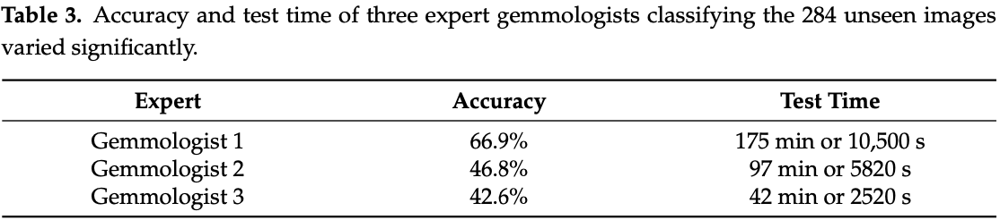 Table 3. Accuracy and test time of three expert gemmologists classifying the 284 unseen images
varied significantly.
Expert Accuracy Test Time
Gemmologist 1 66.9% 175 min or 10,500 s
Gemmologist 2 46.8% 97 min or 5820 s
Gemmologist 3 42.6% 42 min or 2520 s